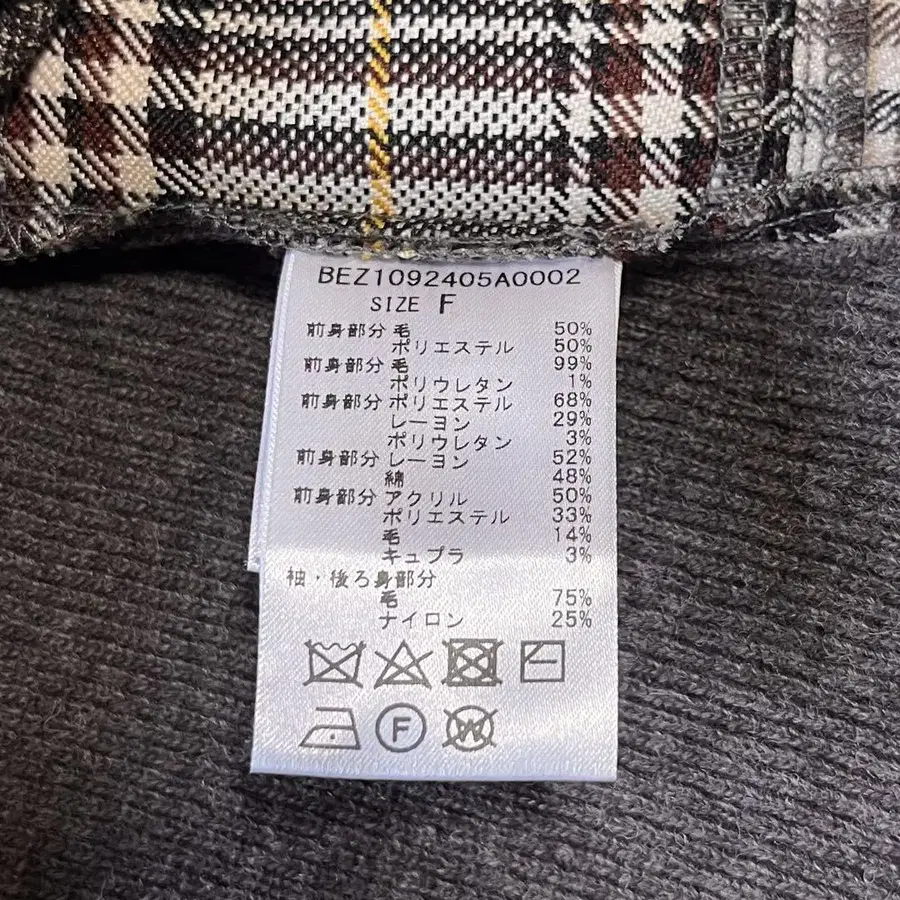 BEZ1092405A0002
SIZE F
前身部分 毛 50%
ポリエステル 50%
前身部分 毛 99%
ポリウレタン 1%
前身部分 ポリエステル 68%
レーヨン 29%
ポリウレタン 3%
前身部分 レーヨン 52%
綿 48%
前身部分 アクリル 50%
ポリエステル 33%
毛 14%
キュプラ 3%
袖・後ろ身部分
毛 75%
ナイロン 25%
F W